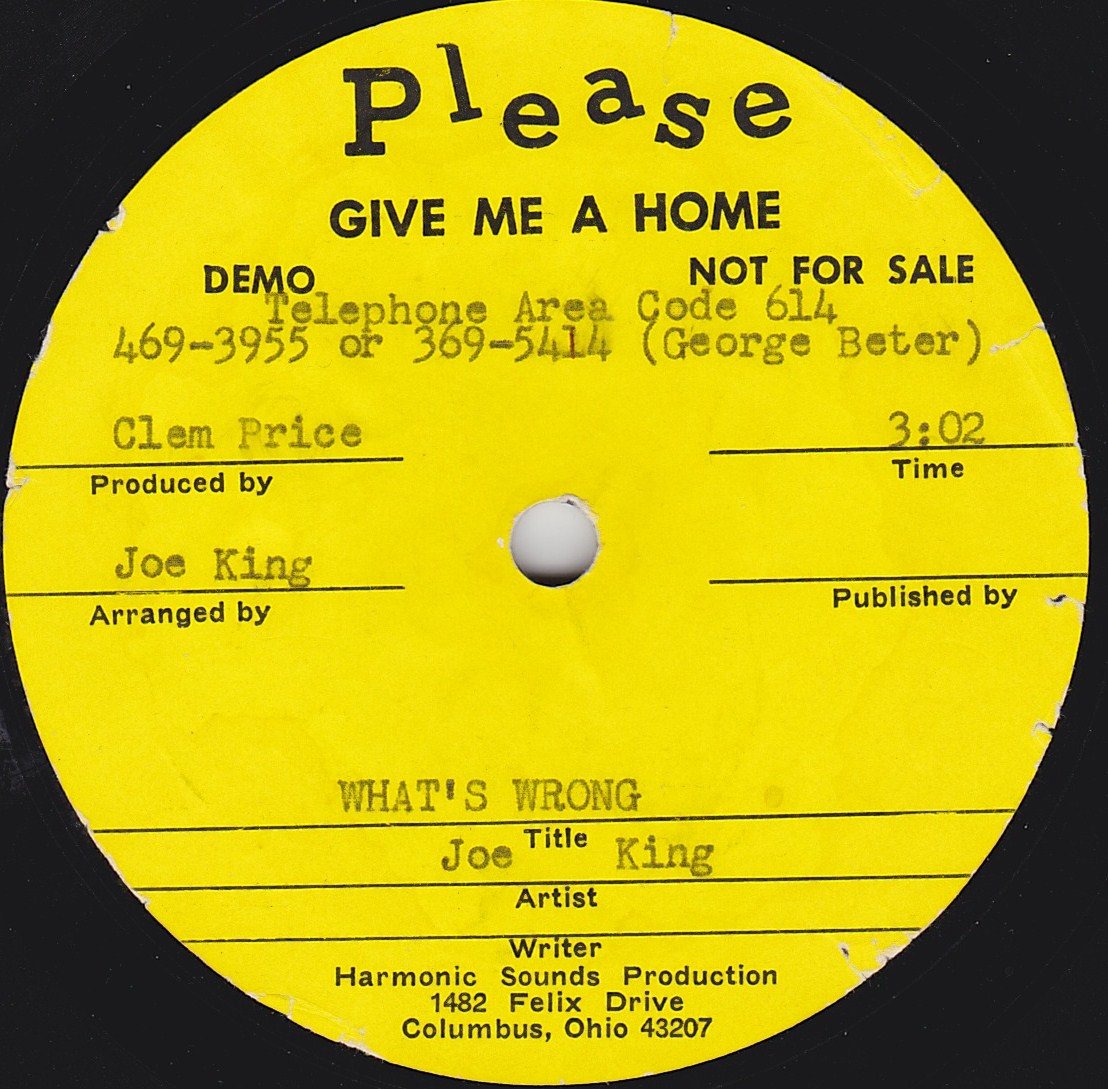 Please
GIVE ME A HOME
DEMO NOT FOR SALE
Telephone Area Code 614
469-3955 or 369-5414 (George Beter)
Clem Price 3:02
Produced by Time
Joe King
Arranged by Published by
WHAT'S WRONG
Title
Joe King
Artist
Writer
Harmonic Sounds Production
1482 Felix Drive
Columbus, Ohio 43207